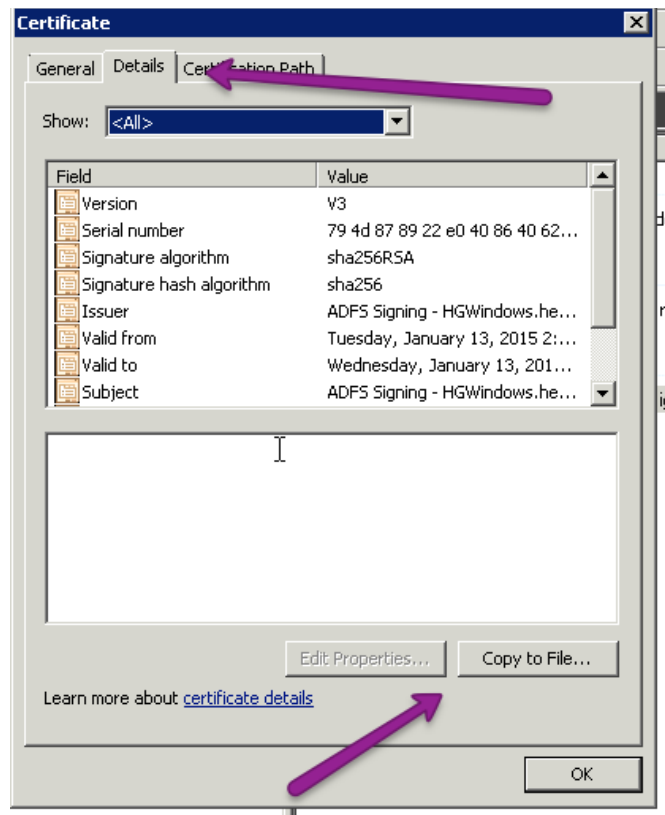 Certificate
General Details Certification Path
Show: <All>
Field Value
Version V3
Serial number 79 4d 87 89 22 e0 40 86 40 62...
Signature algorithm sha256RSA
Signature hash algorithm sha256
Issuer ADFS Signing - HGWindows.he...
Valid from Tuesday, January 13, 2015 2:...
Valid to Wednesday, January 13, 201...
Subject ADFS Signing - HGWindows.he...
Edit Properties... Copy to File...
Learn more about certificate details
OK